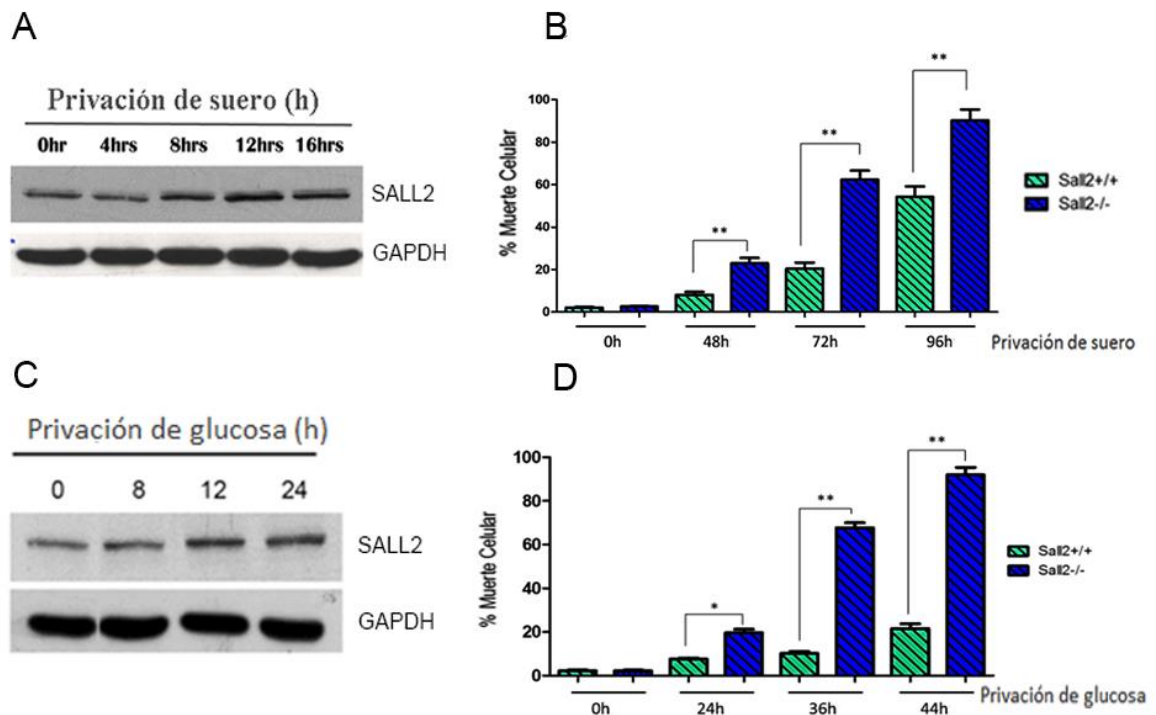 A
Privación de suero (h)
0hr 4hrs 8hrs 12hrs 16hrs
SALL2
GAPDH
B
% Muerte Celular
100
80
60
40
20
0
**
**
**
0h 48h 72h 96h
Privación de suero
Sall2+/+
Sall2-/-
C
Privación de glucosa (h)
0 8 12 24
SALL2
GAPDH
D
% Muerte Celular
100
80
60
40
20
0
*
**
**
0h 24h 36h 44h
Privación de glucosa
Sall2+/+
Sall2-/-